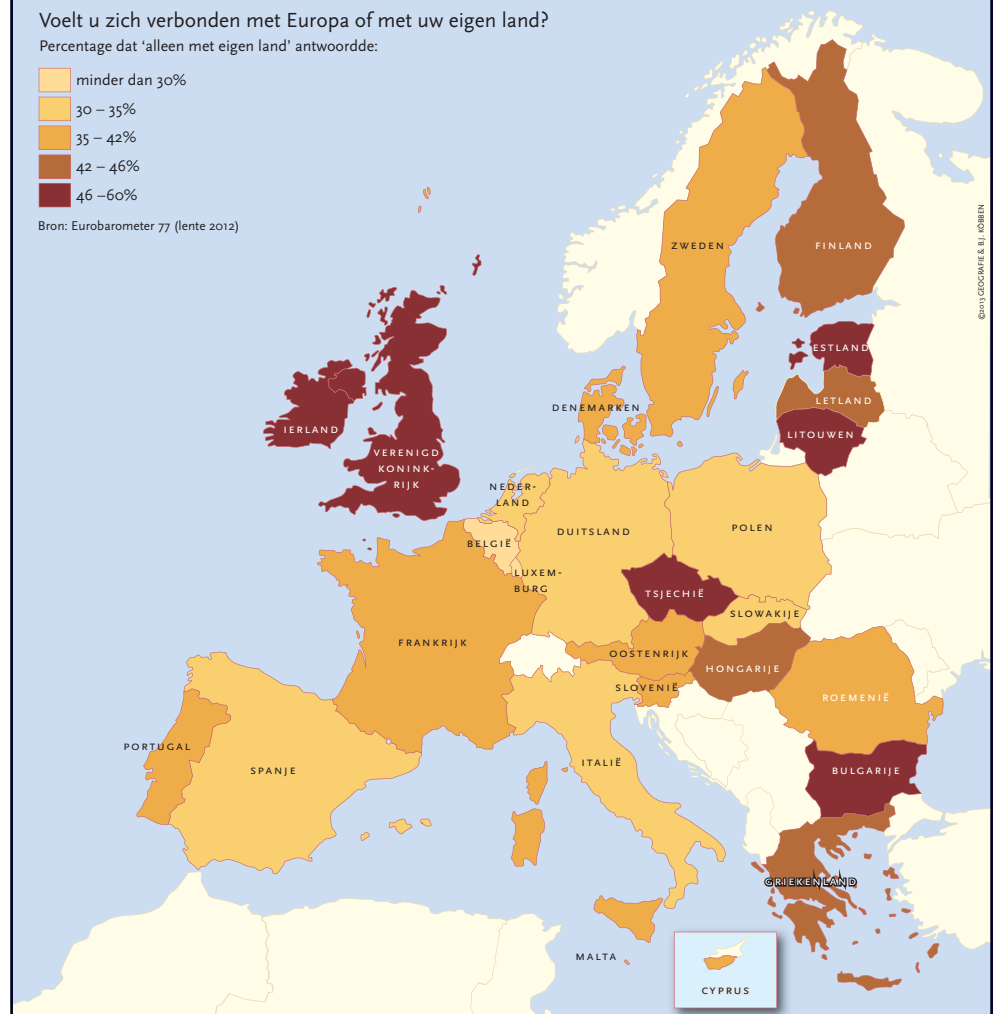 Voelt u zich verbonden met Europa of met uw eigen land?
Percentage dat ‘alleen met eigen land’ antwoordde:
minder dan 30%
30 – 35%
35 – 42%
42 – 46%
46 –60%
Bron: Eurobarometer 77 (lente 2012)
©2013 GEOGRAFIE & B.J. KÖBBEN
ZWEDEN
FINLAND
ESTLAND
LETLAND
LITOUWEN
DENEMARKEN
IERLAND
VERENIGD
KONINK-
RIJK
NEDER-
LAND
BELGIË
LUXEM-
BURG
DUITSLAND
POLEN
TSJECHIË
SLOWAKIJE
FRANKRIJK
OOSTENRIJK
HONGARIJE
SLOVENIË
ROEMENIË
PORTUGAL
SPANJE
ITALIË
BULGARIJE
GRIEKENLAND
MALTA
CYPRUS